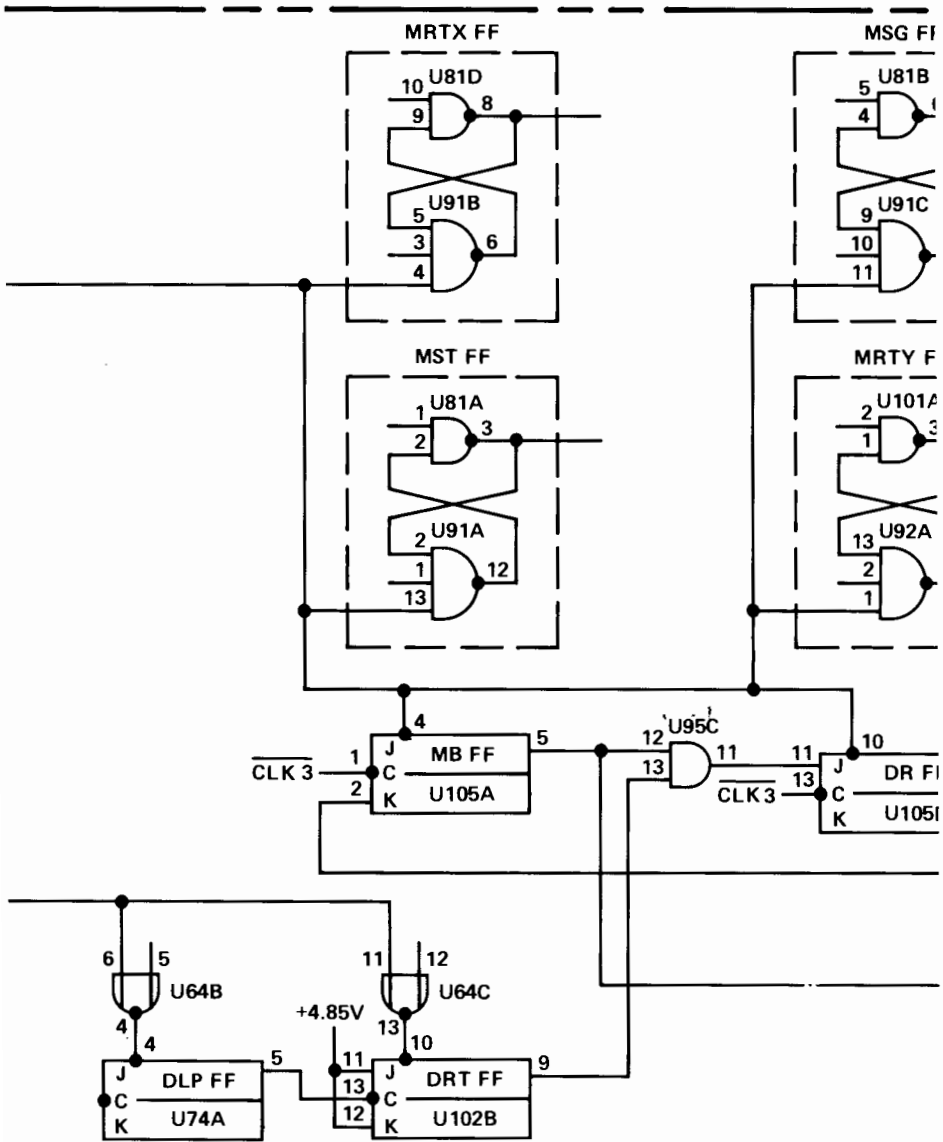 MRTX FF
MSG FF
U81D
10
9
8
U91B
5
3
4
6
U81B
5
4
U91C
9
10
11
MST FF
MRTY F
U81A
1
2
3
U91A
2
1
13
12
U101A
2
1
3
U92A
13
2
1
4
1
CLK 3
2
J
C
K
MB FF
U105A
5
U95C
12
13
11
11
CLK 3
13
10
J
C
K
DR F
U105
6
5
U64B
4
4
11
12
U64C
13
10
+4.85V
J
C
K
DLP FF
U74A
5
11
13
12
J
C
K
DRT FF
U102B
9